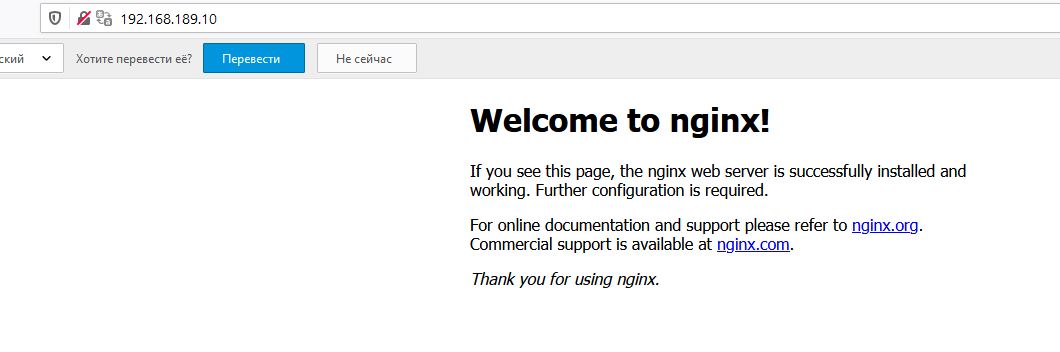 192.168.189.10
ский Хотите перевести её? Перевести Не сейчас
Welcome to nginx!
If you see this page, the nginx web server is successfully installed and
working. Further configuration is required.
For online documentation and support please refer to nginx.org.
Commercial support is available at nginx.com.
Thank you for using nginx.